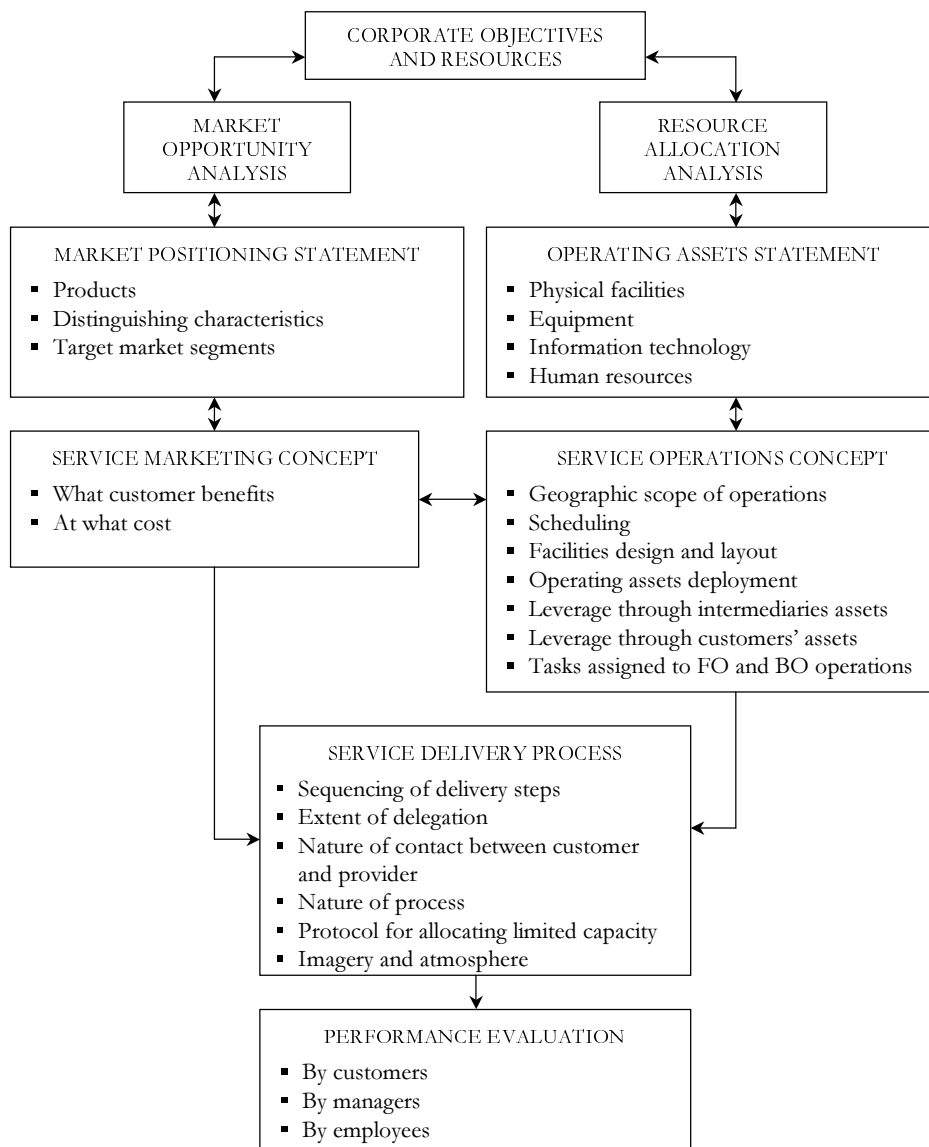 CORPORATE OBJECTIVES
AND RESOURCES
MARKET
OPPORTUNITY
ANALYSIS
RESOURCE
ALLOCATION
ANALYSIS
MARKET POSITIONING STATEMENT
▪ Products
▪ Distinguishing characteristics
▪ Target market segments
OPERATING ASSETS STATEMENT
▪ Physical facilities
▪ Equipment
▪ Information technology
▪ Human resources
SERVICE MARKETING CONCEPT
▪ What customer benefits
▪ At what cost
SERVICE OPERATIONS CONCEPT
▪ Geographic scope of operations
▪ Scheduling
▪ Facilities design and layout
▪ Operating assets deployment
▪ Leverage through intermediaries assets
▪ Leverage through customers’ assets
▪ Tasks assigned to FO and BO operations
SERVICE DELIVERY PROCESS
▪ Sequencing of delivery steps
▪ Extent of delegation
▪ Nature of contact between customer
and provider
▪ Nature of process
▪ Protocol for allocating limited capacity
▪ Imagery and atmosphere
PERFORMANCE EVALUATION
▪ By customers
▪ By managers
▪ By employees